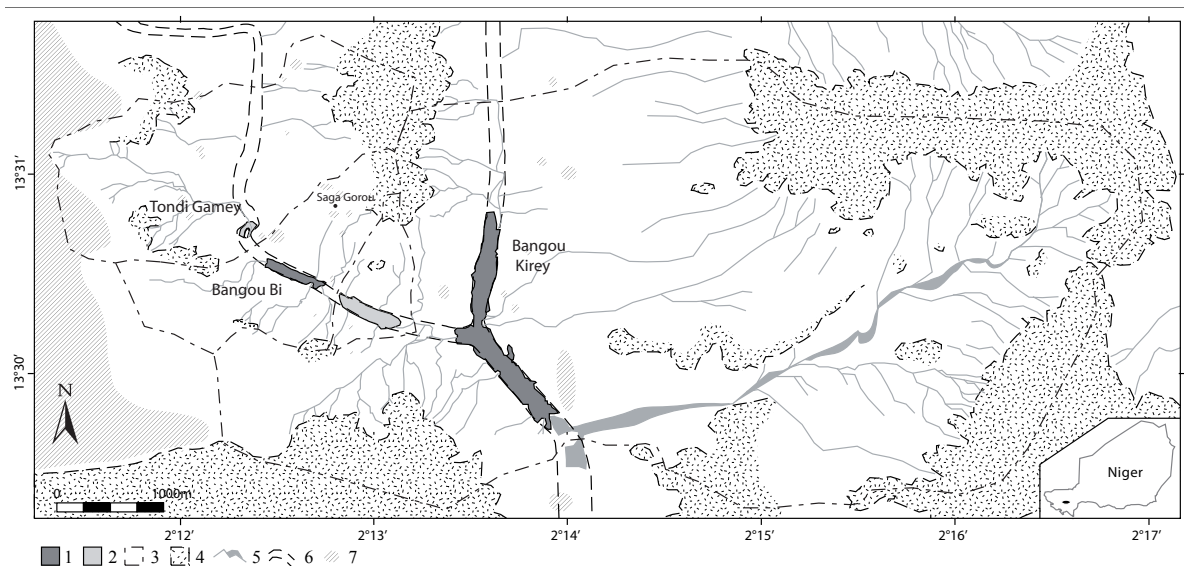 13°31'
13°30'
Tondi Gamey
Saga Gorou
Bangou
Kirey
Bangou Bi
N
0 1000m
Niger
2°12' 2°13' 2°14' 2°15' 2°16' 2°17'
1 2 3 4 5 6 7